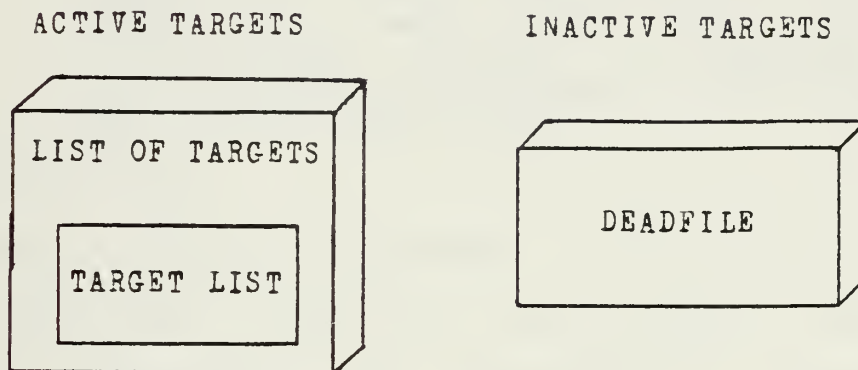 ACTIVE TARGETS
LIST OF TARGETS
TARGET LIST
INACTIVE TARGETS
DEADFILE